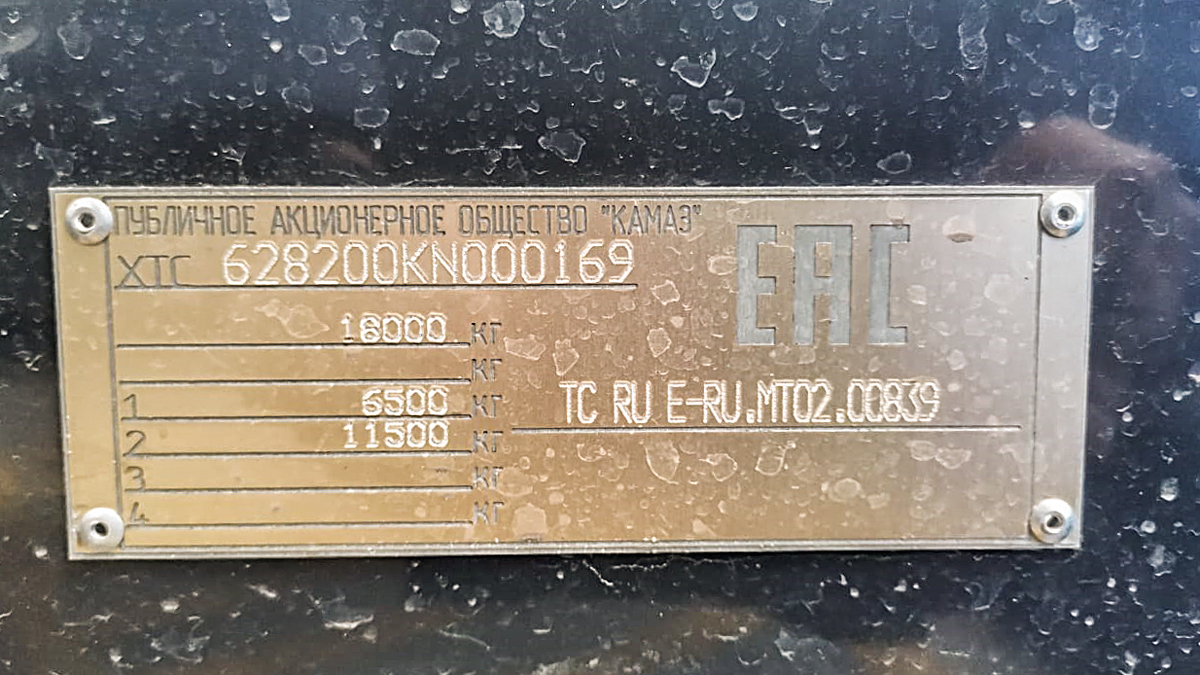 ПУБЛИЧНОЕ АКЦИОНЕРНОЕ ОБЩЕСТВО "КАМАЗ"
XTC 628200KN000169
EAC
18000 КГ
КГ
1 6500 КГ
TC RU E-RU.MT02.00839
2 11500 КГ
3 КГ
4 КГ